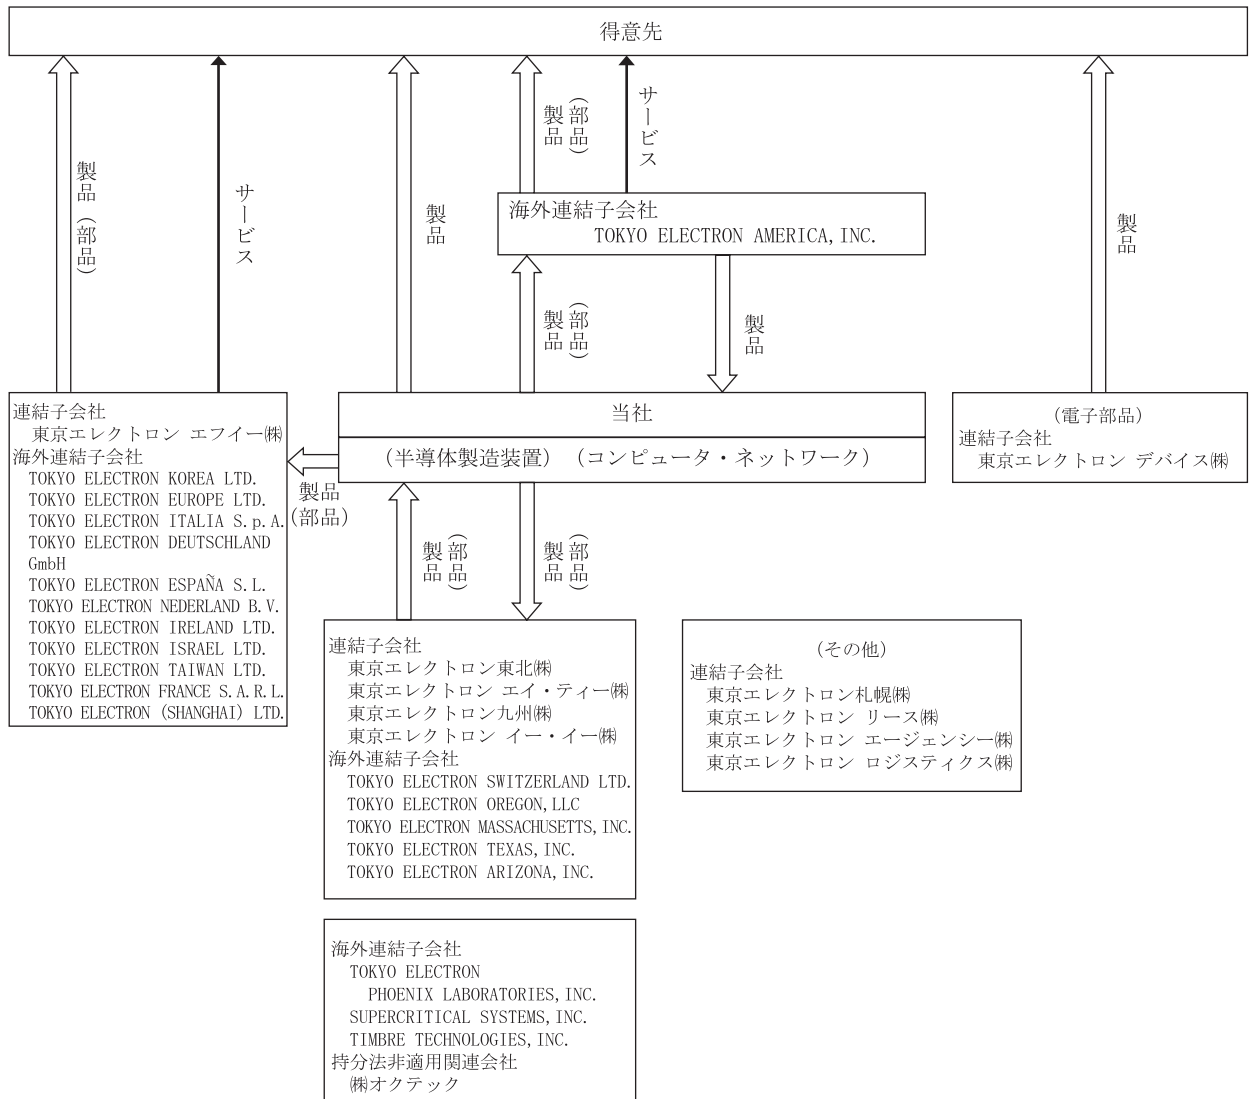 得意先
製品（部品）
サービス
製品
製品
（部品）
サービス
製品
海外連結子会社
TOKYO ELECTRON AMERICA,INC.
製品
（部品）
製品
連結子会社
東京エレクトロン エフイー㈱
海外連結子会社
TOKYO ELECTRON KOREA LTD.
TOKYO ELECTRON EUROPE LTD.
TOKYO ELECTRON ITALIA S.p.A.
TOKYO ELECTRON DEUTSCHLAND
GmbH
TOKYO ELECTRON ESPAÑA S.L.
TOKYO ELECTRON NEDERLAND B.V.
TOKYO ELECTRON IRELAND LTD.
TOKYO ELECTRON ISRAEL LTD.
TOKYO ELECTRON TAIWAN LTD.
TOKYO ELECTRON FRANCE S.A.R.L.
TOKYO ELECTRON (SHANGHAI) LTD.
当社
（半導体製造装置）（コンピュータ・ネットワーク）
製品
（部品）
（電子部品）
連結子会社
東京エレクトロン デバイス㈱
製品
（部品）
製品
（部品）
連結子会社
東京エレクトロン東北㈱
東京エレクトロン エイ・ティー㈱
東京エレクトロン九州㈱
東京エレクトロン イー・イー㈱
海外連結子会社
TOKYO ELECTRON SWITZERLAND LTD.
TOKYO ELECTRON OREGON,LLC
TOKYO ELECTRON MASSACHUSETTS,INC.
TOKYO ELECTRON TEXAS,INC.
TOKYO ELECTRON ARIZONA,INC.
（その他）
連結子会社
東京エレクトロン札幌㈱
東京エレクトロン リース㈱
東京エレクトロン エージェンシー㈱
東京エレクトロン ロジスティクス㈱
海外連結子会社
TOKYO ELECTRON
PHOENIX LABORATORIES,INC.
SUPERCRITICAL SYSTEMS,INC.
TIMBRE TECHNOLOGIES,INC.
持分法非適用関連会社
㈱オクテック